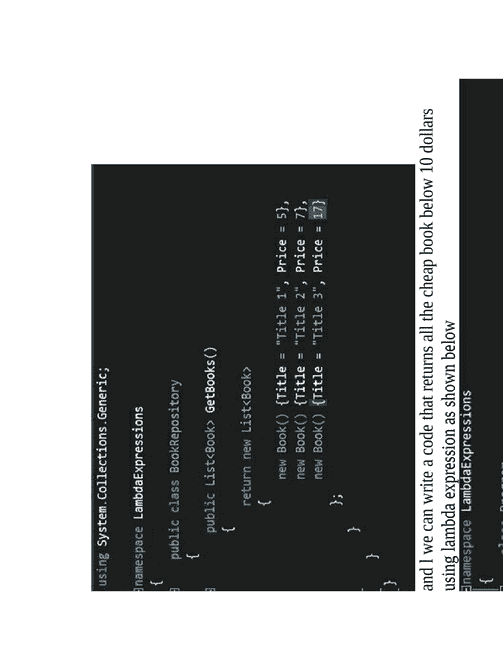 using System.Collections.Generic;
namespace LambdaExpressions
{
public class BookRepository
{
public List<Book> GetBooks()
{
return new List<Book>
{
new Book() {Title = "Title 1", Price = 5},
new Book() {Title = "Title 2", Price = 7},
new Book() {Title = "Title 3", Price = 17}
};
}
}
}
and I we can write a code that returns all the cheap book below 10 dollars
using lambda expression as shown below
namespace LambdaExpressions
{